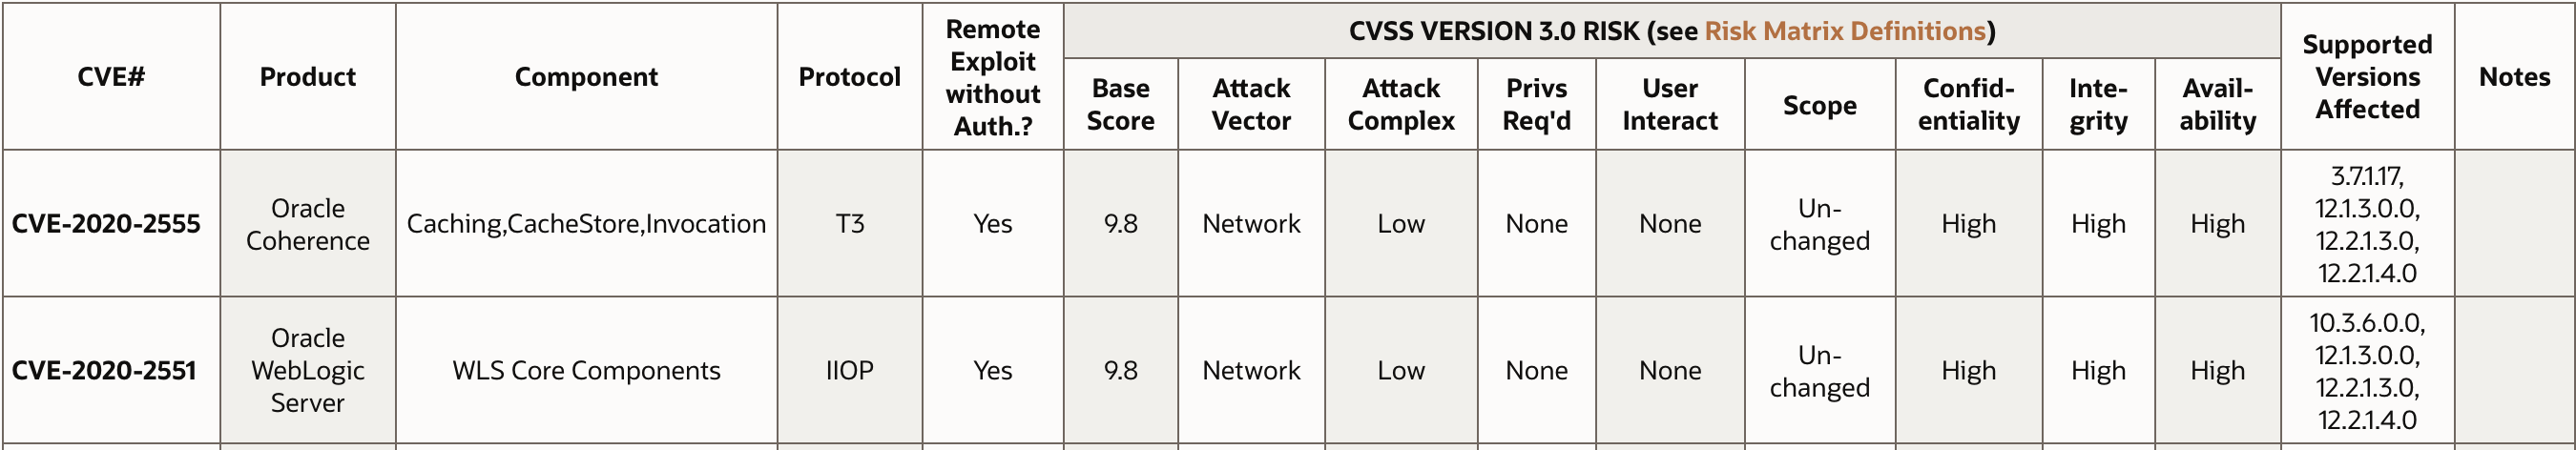 CVE#
Product
Component
Protocol
Remote
Exploit
without
Auth.?
CVSS VERSION 3.0 RISK (see Risk Matrix Definitions)
Base
Score
Attack
Vector
Attack
Complex
Privs
Req'd
User
Interact
Scope
Confid-
entiality
Inte-
grity
Avail-
ability
Supported
Versions
Affected
Notes
CVE-2020-2555
Oracle
Coherence
Caching,CacheStore,Invocation
T3
Yes
9.8
Network
Low
None
None
Un-
changed
High
High
High
3.7.1.17,
12.1.3.0.0,
12.2.1.3.0,
12.2.1.4.0
CVE-2020-2551
Oracle
WebLogic
Server
WLS Core Components
IIOP
Yes
9.8
Network
Low
None
None
Un-
changed
High
High
High
10.3.6.0.0,
12.1.3.0.0,
12.2.1.3.0,
12.2.1.4.0